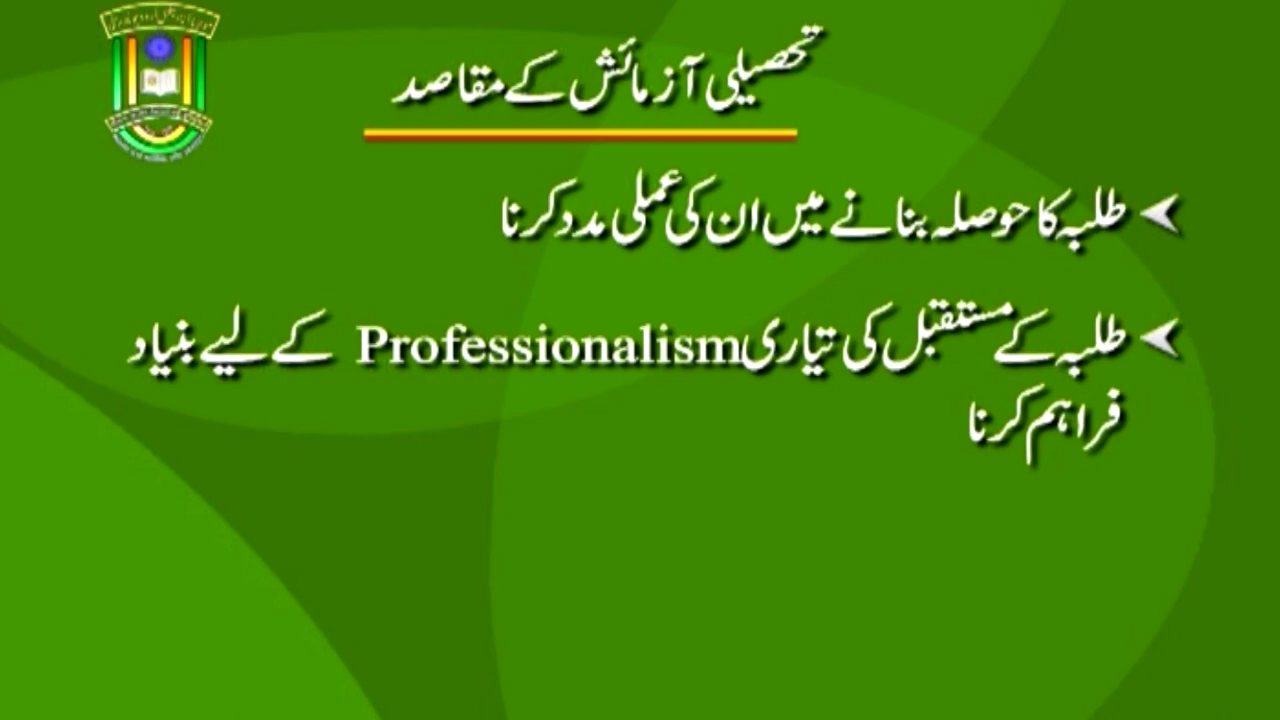 تحصیلی آزمائش کے مقاصد
طلبہ کا حوصلہ بنانے میں ان کی عملی مدد کرنا
طلبہ کے مستقبل کی تیاری Professionalism کے لیے بنیاد
فراہم کرنا